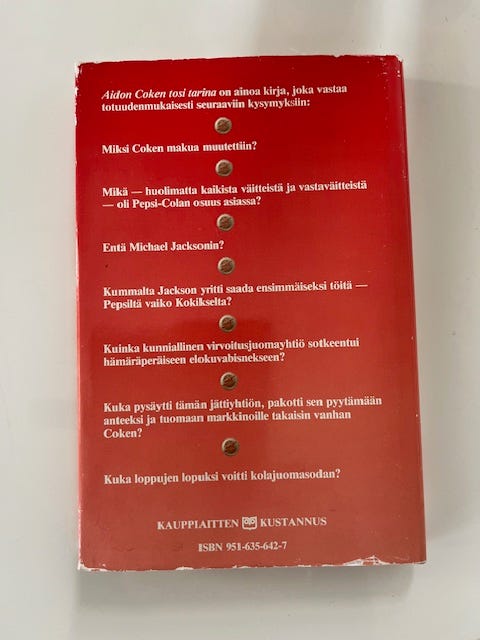 Aidon Coken tosi tarina on ainoa kirja, joka vastaa
totuudenmukaisesti seuraaviin kysymyksiin:
Miksi Coken makua muutettiin?
Mikä — huolimatta kaikista väitteistä ja vastaväitteistä
— oli Pepsi-Colan osuus asiassa?
Entä Michael Jacksonin?
Kummalta Jackson yritti saada ensimmäiseksi töitä —
Pepsiltä vaiko Kokikselta?
Kuinka kunniallinen virvoitusjuomayhtiö sotkeentui
hämäräperäiseen elokuvabisnekseen?
Kuka pysäytti tämän jättiyhtiön, pakotti sen pyytämään
anteeksi ja tuomaan markkinoille takaisin vanhan
Coken?
Kuka loppujen lopuksi voitti kolajuomasodan?
KAUPPIAITTEN KUSTANNUS
ISBN 951-635-642-7